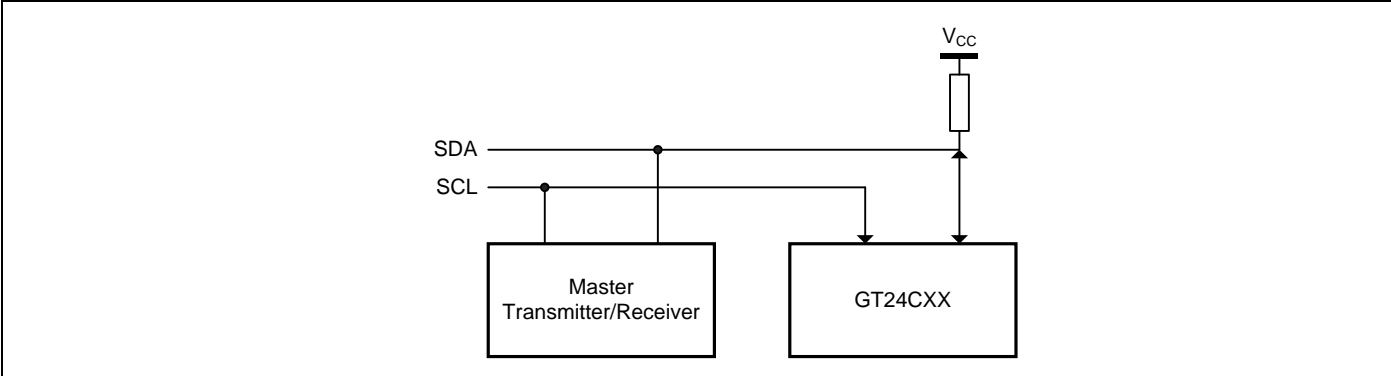 VCC
SDA
SCL
Master
Transmitter/Receiver
GT24CXX